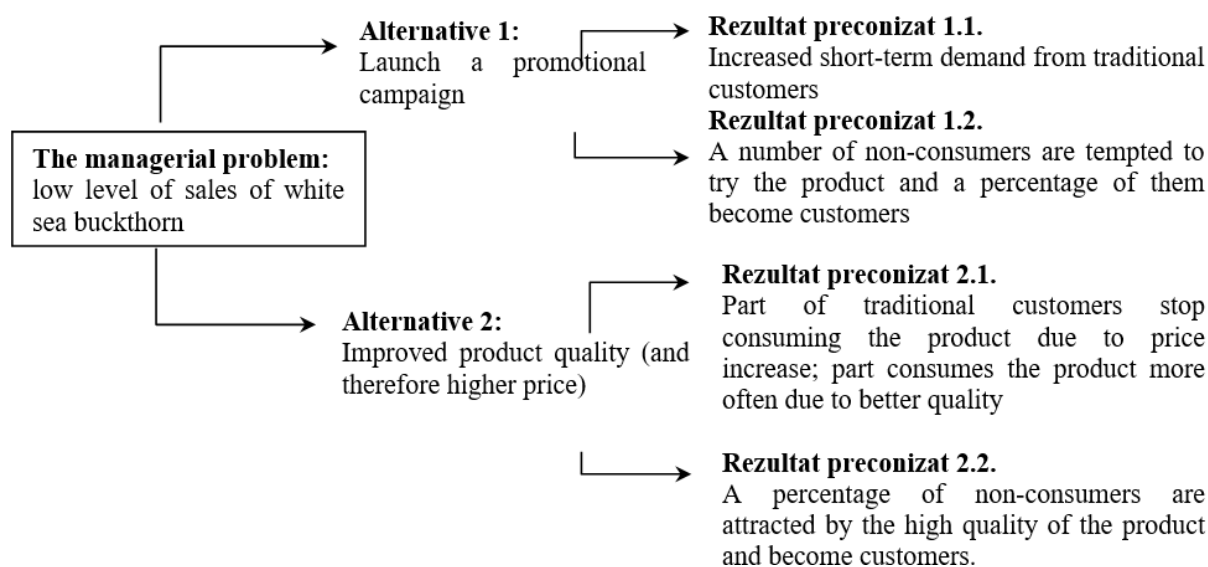 The managerial problem:
low level of sales of white
sea buckthorn
Alternative 1:
Launch a promotional
campaign
Rezultat preconizat 1.1.
Increased short-term demand from traditional
customers
Rezultat preconizat 1.2.
A number of non-consumers are tempted to
try the product and a percentage of them
become customers
Alternative 2:
Improved product quality (and
therefore higher price)
Rezultat preconizat 2.1.
Part of traditional customers stop
consuming the product due to price
increase; part consumes the product more
often due to better quality
Rezultat preconizat 2.2.
A percentage of non-consumers are
attracted by the high quality of the product
and become customers.